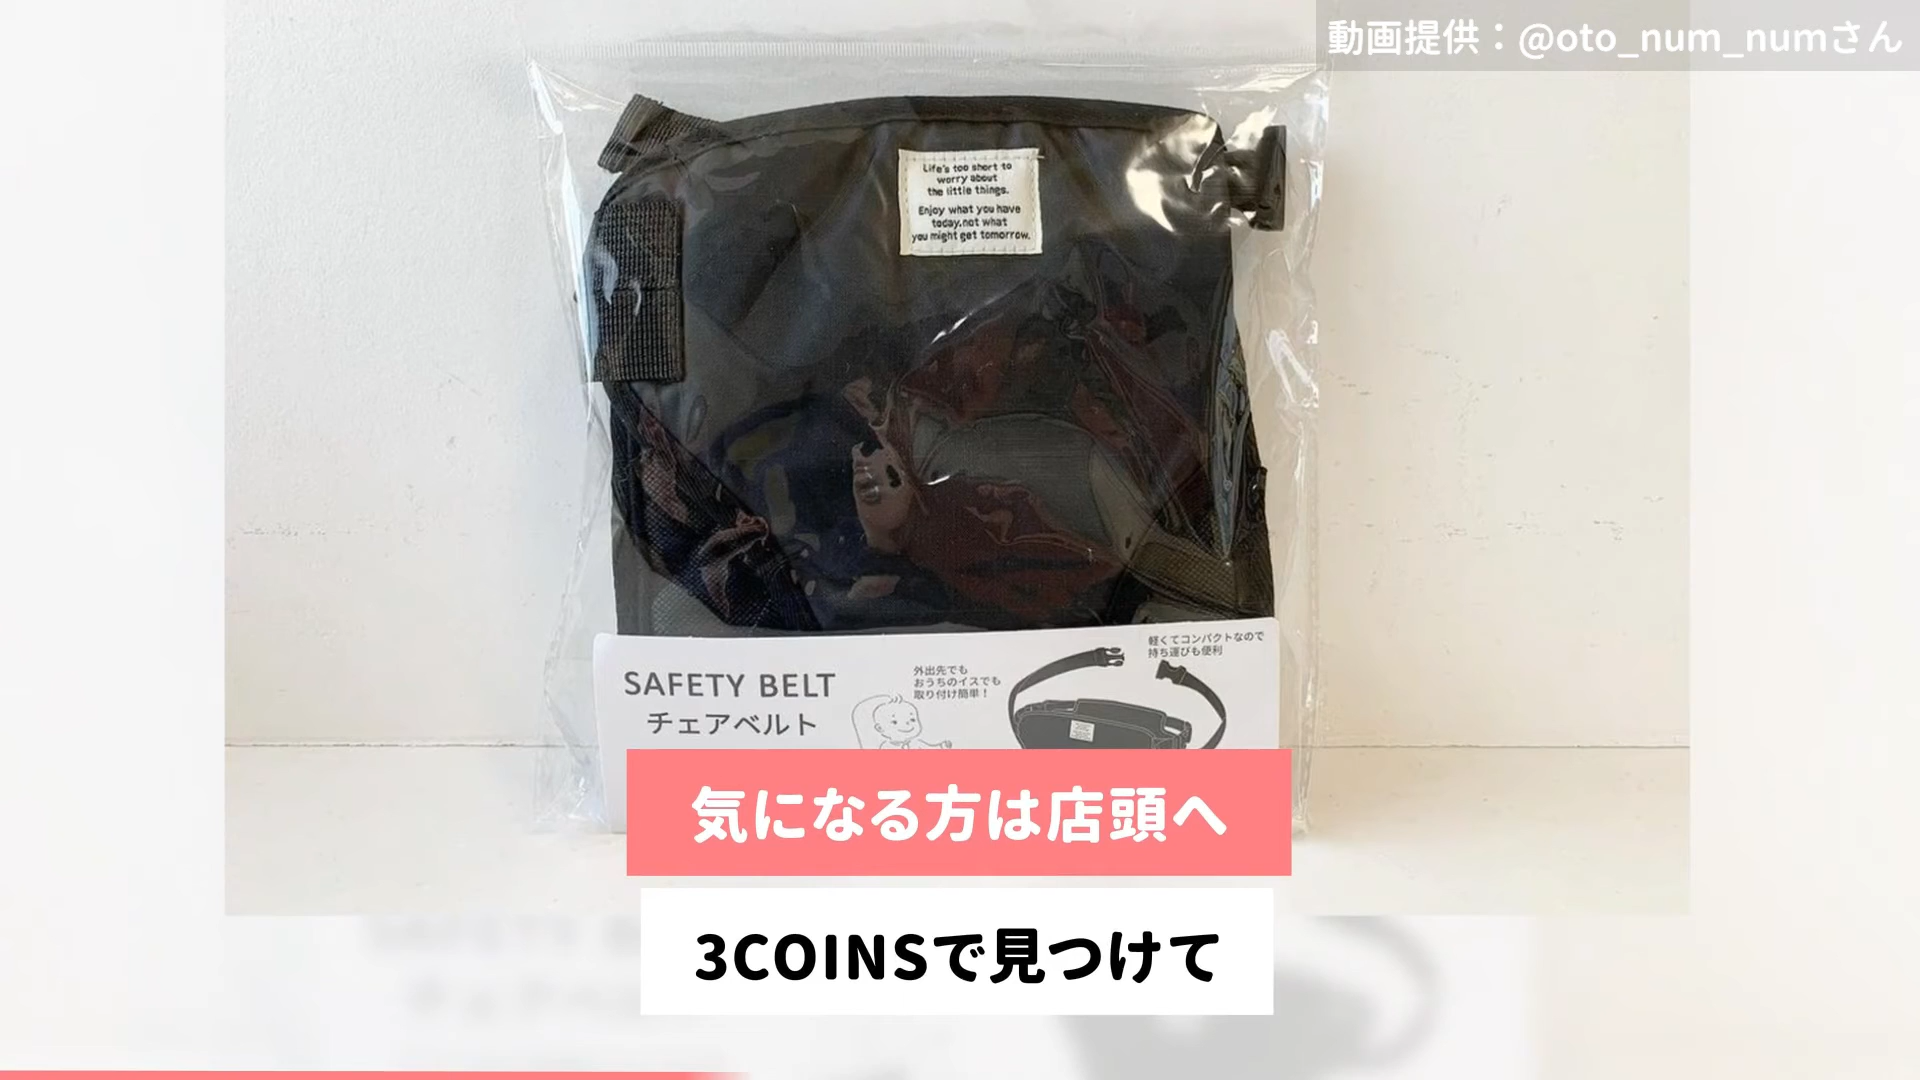 動画提供：@oto_num_numさん
Life's too short to
worry about
the little things.
Enjoy what you have
today.not what
you might get tomorrow.
軽くてコンパクトなので
持ち運びも便利
外出先でも
おうちのイスでも
取り付け簡単！
SAFETY BELT
チェアベルト
気になる方は店頭へ
3COINSで見つけて